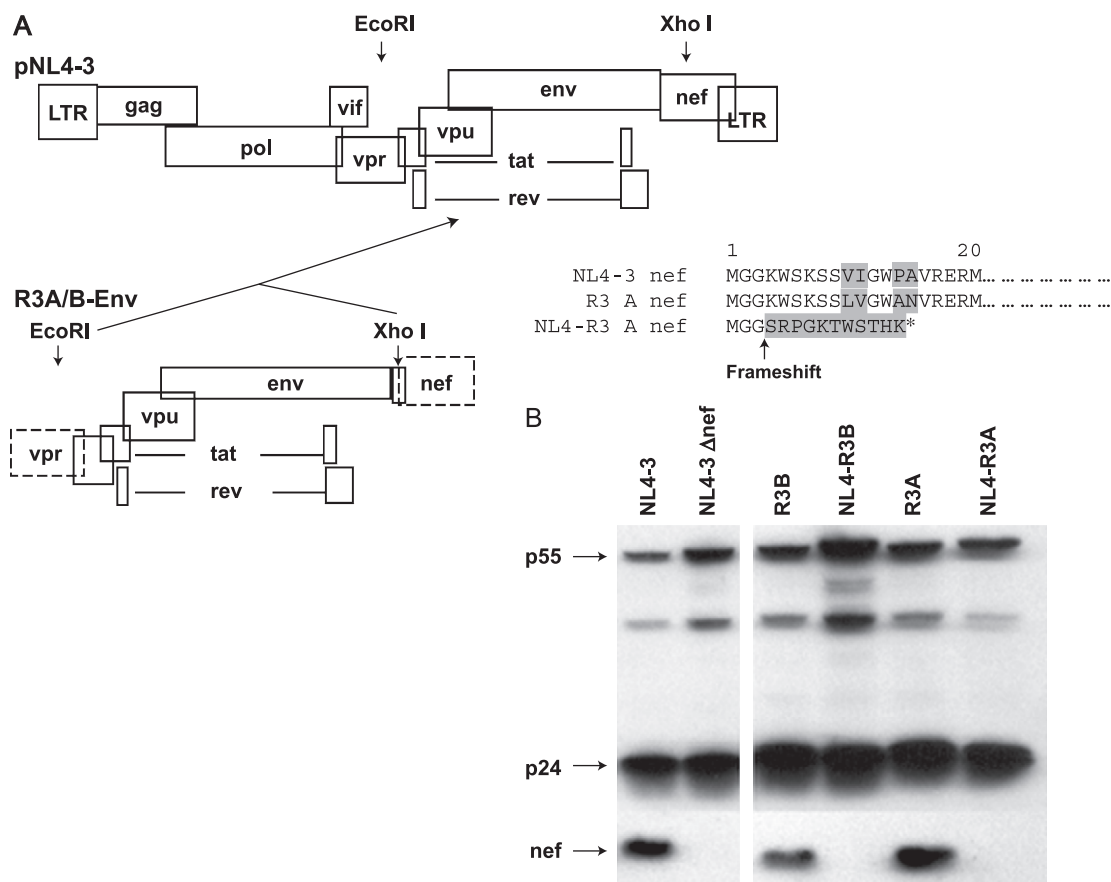 A
pNL4-3
EcoRI
Xho I
LTR
gag
vif
env
nef
LTR
pol
vpr
vpu
tat
rev
R3A/B-Env
EcoRI
Xho I
env
nef
vpu
vpr
tat
rev
1 20
NL4-3 nef MGGKWSKSSVIGWPAVRERM... ... ... ... ... ...
R3 A nef MGGKWSKSSLVGWANVRERM... ... ... ... ... ...
NL4-R3 A nef MGGSRPGKTWSTHK*
Frameshift
B
NL4-3
NL4-3 Δnef
R3B
NL4-R3B
R3A
NL4-R3A
p55
p24
nef